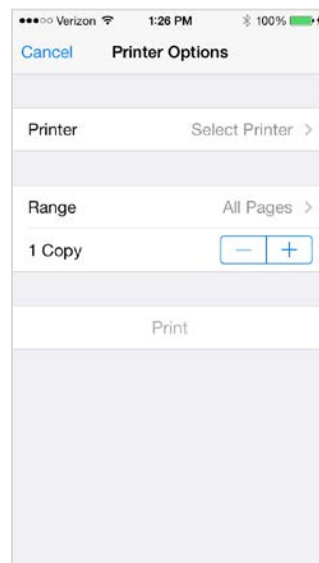 Verizon 1:26 PM 100%
Cancel Printer Options
Printer Select Printer >
Range All Pages >
1 Copy − +
Print